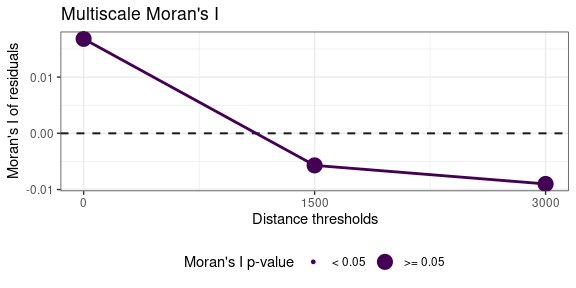 Multiscale Moran's I
Moran's I of residuals
0.01
0.00
-0.01
0
1500
3000
Distance thresholds
Moran's I p-value
< 0.05
>= 0.05